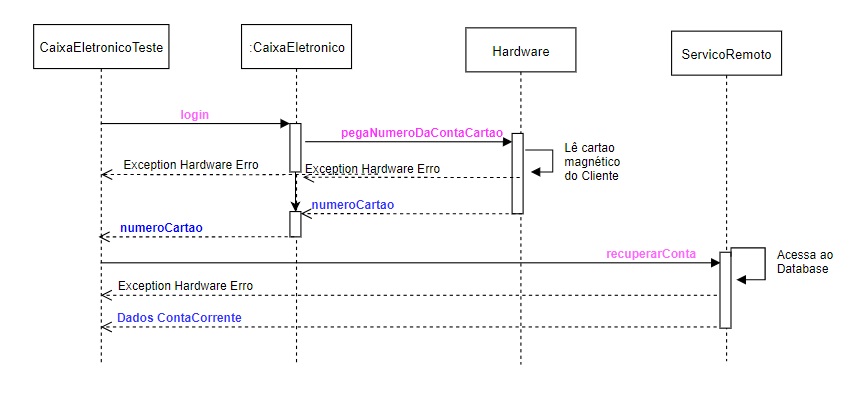 CaixaEletronicoTeste
:CaixaEletronico
Hardware
ServicoRemoto
login
pegaNumeroDaContaCartao
Lê cartao
magnético
do Cliente
Exception Hardware Erro
Exception Hardware Erro
numeroCartao
numeroCartao
recuperarConta
Acessa ao
Database
Exception Hardware Erro
Dados ContaCorrente